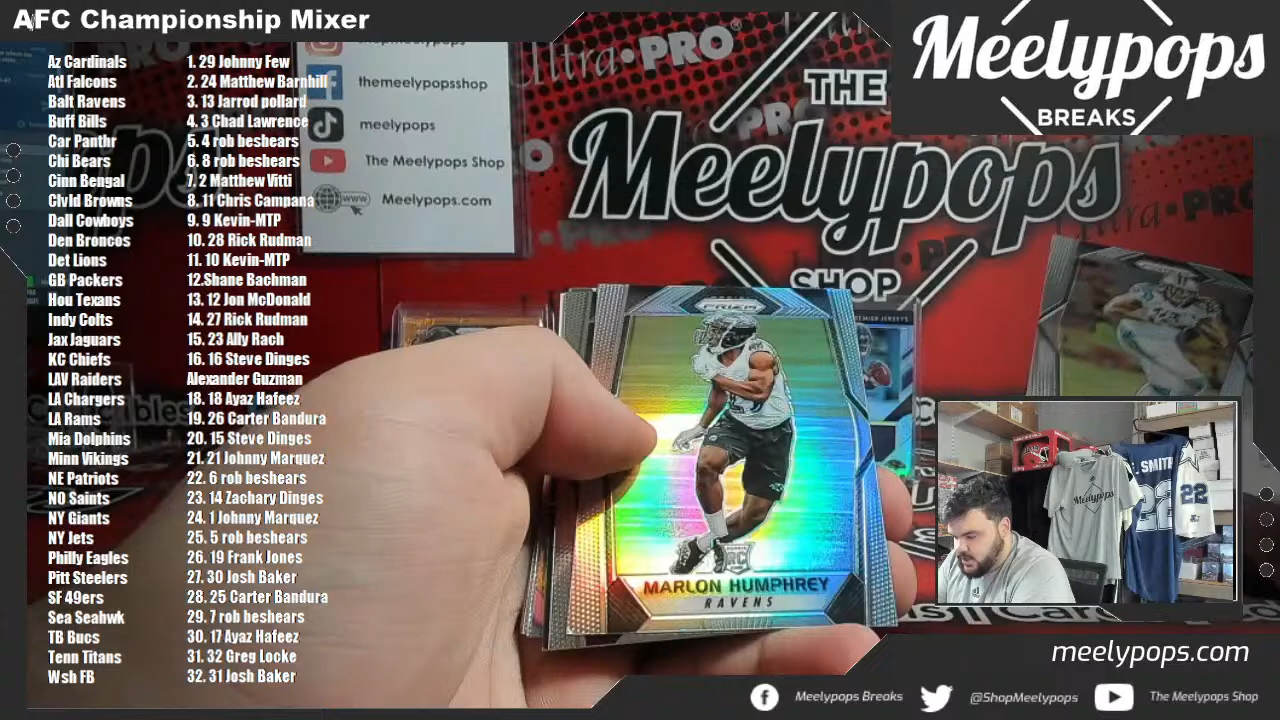 AFC Championship Mixer
Az Cardinals 1. 29 Johnny Few
Atl Falcons 2. 24 Matthew Barnhill
Balt Ravens 3. 13 Jarrod pollard
Buff Bills 4. 3 Chad Lawrence
Car Panthr 5. 4 rob beshears
Chi Bears 6. 8 rob beshears
Cinn Bengal 7. 2 Matthew Vitti
Clvld Browns 8. 11 Chris Campana
Dall Cowboys 9. 9 Kevin-MTP
Den Broncos 10. 28 Rick Rudman
Det Lions 11. 10 Kevin-MTP
GB Packers 12.Shane Bachman
Hou Texans 13. 12 Jon McDonald
Indy Colts 14. 27 Rick Rudman
Jax Jaguars 15. 23 Ally Rach
KC Chiefs 16. 16 Steve Dinges
LAV Raiders Alexander Guzman
LA Chargers 18. 18 Ayaz Hafeez
LA Rams 19. 26 Carter Bandura
Mia Dolphins 20. 15 Steve Dinges
Minn Vikings 21. 21 Johnny Marquez
NE Patriots 22. 6 rob beshears
NO Saints 23. 14 Zachary Dinges
NY Giants 24. 1 Johnny Marquez
NY Jets 25. 5 rob beshears
Philly Eagles 26. 19 Frank Jones
Pitt Steelers 27. 30 Josh Baker
SF 49ers 28. 25 Carter Bandura
Sea Seahwk 29. 7 rob beshears
TB Bucs 30. 17 Ayaz Hafeez
Tenn Titans 31. 32 Greg Locke
Wsh FB 32. 31 Josh Baker
shopmeelypops
themeelypopsshop
meelypops
The Meelypops Shop
www
Meelypops.com
Ultra•PRO
THE
Meelypops
SHOP
Meelypops
BREAKS
PRIZM
RC
MARLON HUMPHREY
RAVENS
E. SMITH
22
22
Meelypops
meelypops.com
Meelypops Breaks
@ShopMeelypops
The Meelypops Shop